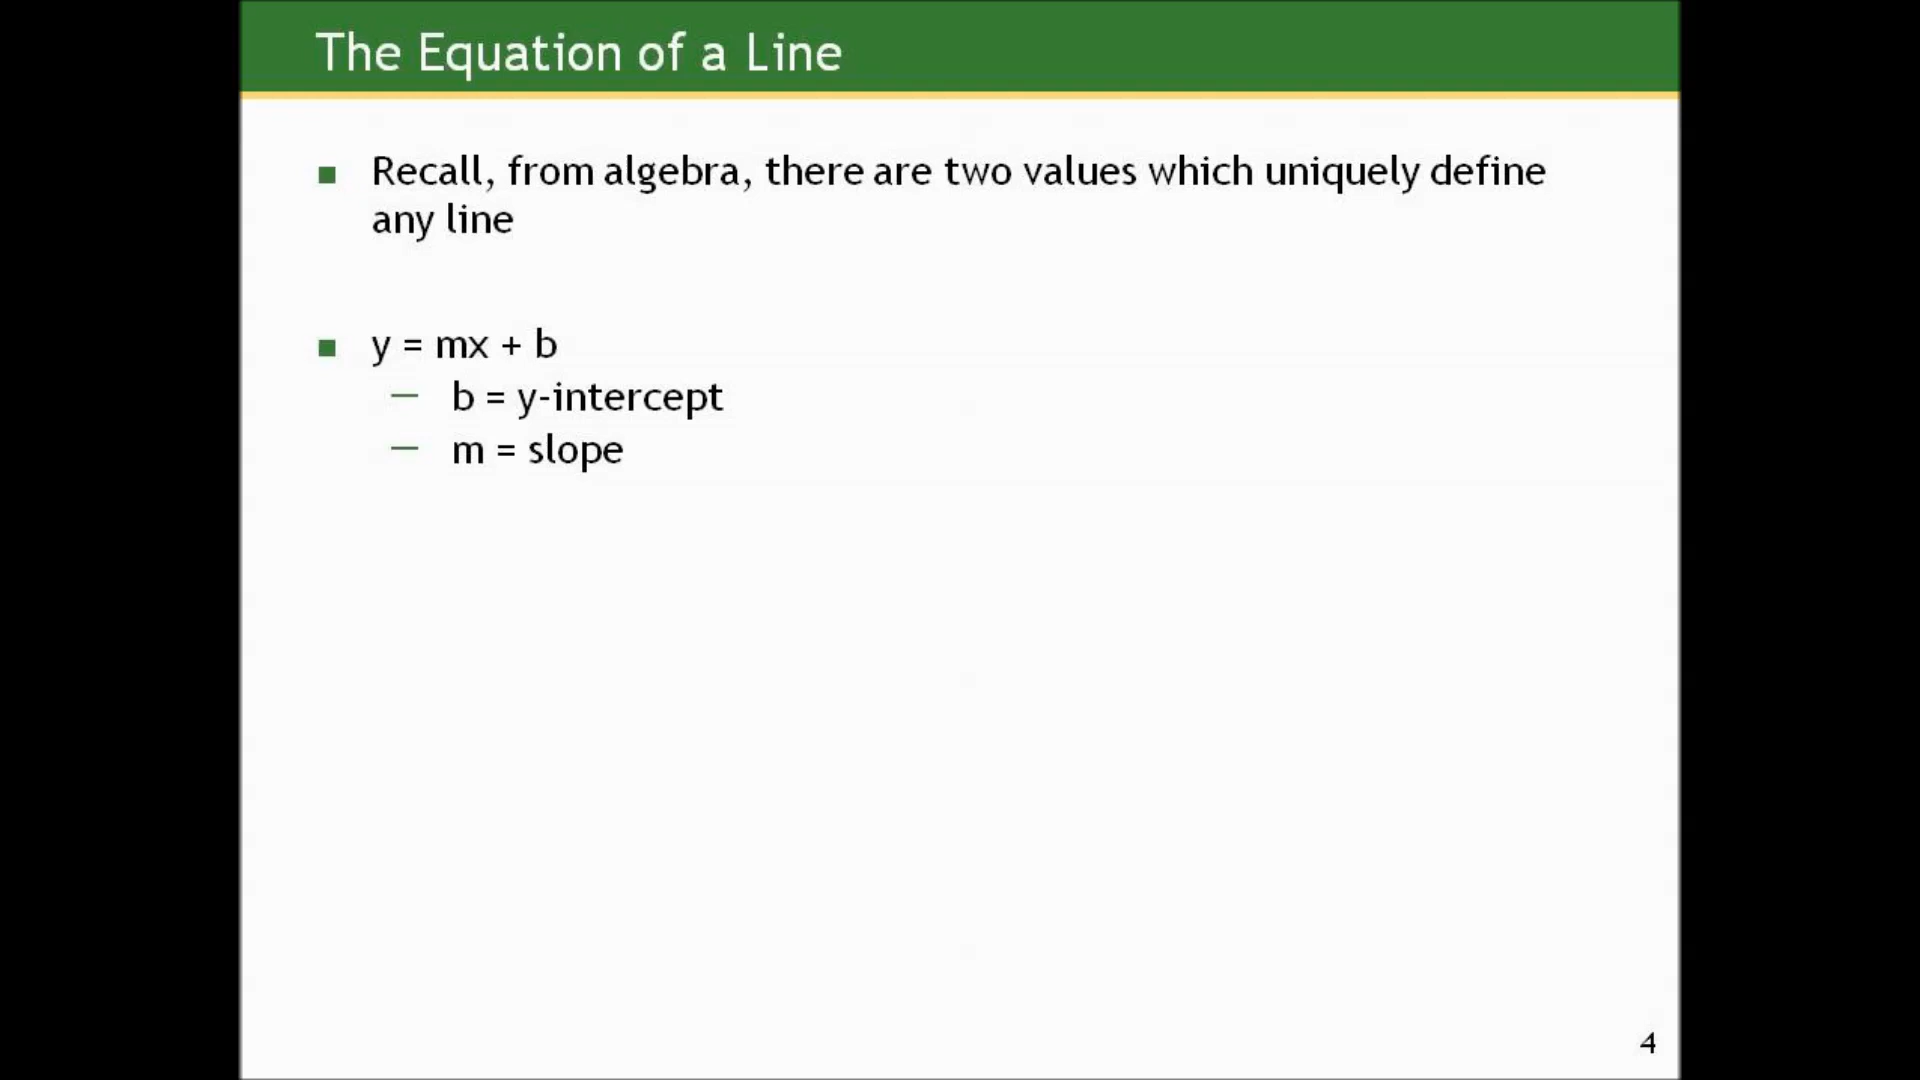 The Equation of a Line
Recall, from algebra, there are two values which uniquely define
any line
y = mx + b
— b = y-intercept
— m = slope
4